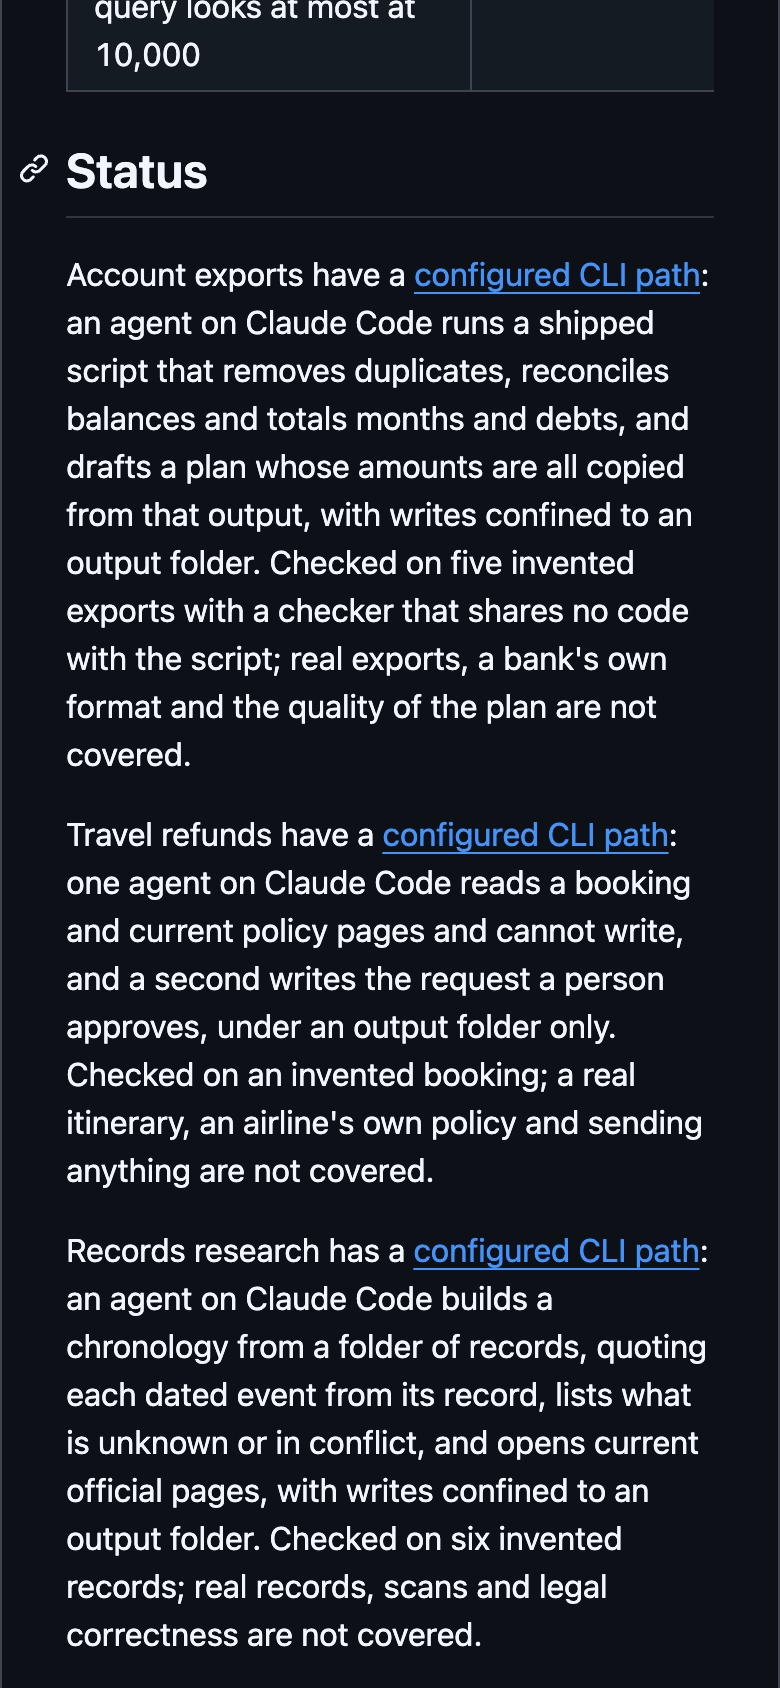 query looks at most at
10,000
Status
Account exports have a configured CLI path:
an agent on Claude Code runs a shipped
script that removes duplicates, reconciles
balances and totals months and debts, and
drafts a plan whose amounts are all copied
from that output, with writes confined to an
output folder. Checked on five invented
exports with a checker that shares no code
with the script; real exports, a bank's own
format and the quality of the plan are not
covered.
Travel refunds have a configured CLI path:
one agent on Claude Code reads a booking
and current policy pages and cannot write,
and a second writes the request a person
approves, under an output folder only.
Checked on an invented booking; a real
itinerary, an airline's own policy and sending
anything are not covered.
Records research has a configured CLI path:
an agent on Claude Code builds a
chronology from a folder of records, quoting
each dated event from its record, lists what
is unknown or in conflict, and opens current
official pages, with writes confined to an
output folder. Checked on six invented
records; real records, scans and legal
correctness are not covered.